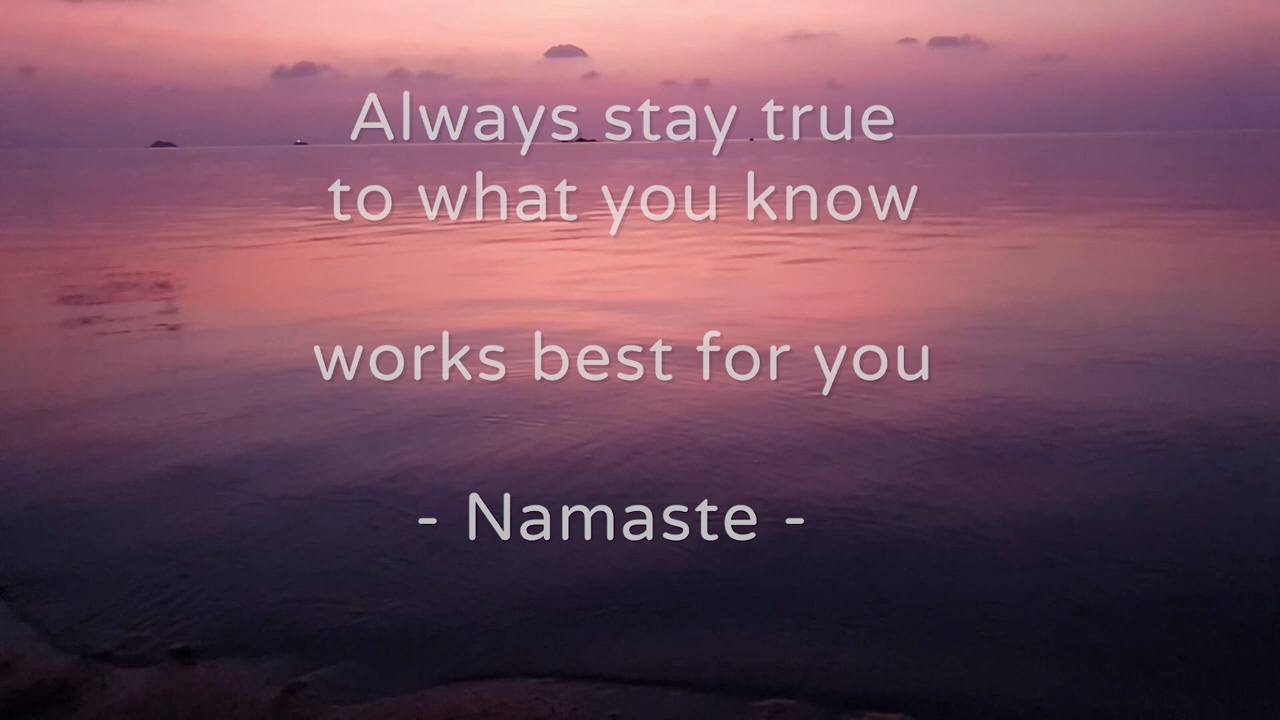 Always stay true
to what you know
works best for you
- Namaste -